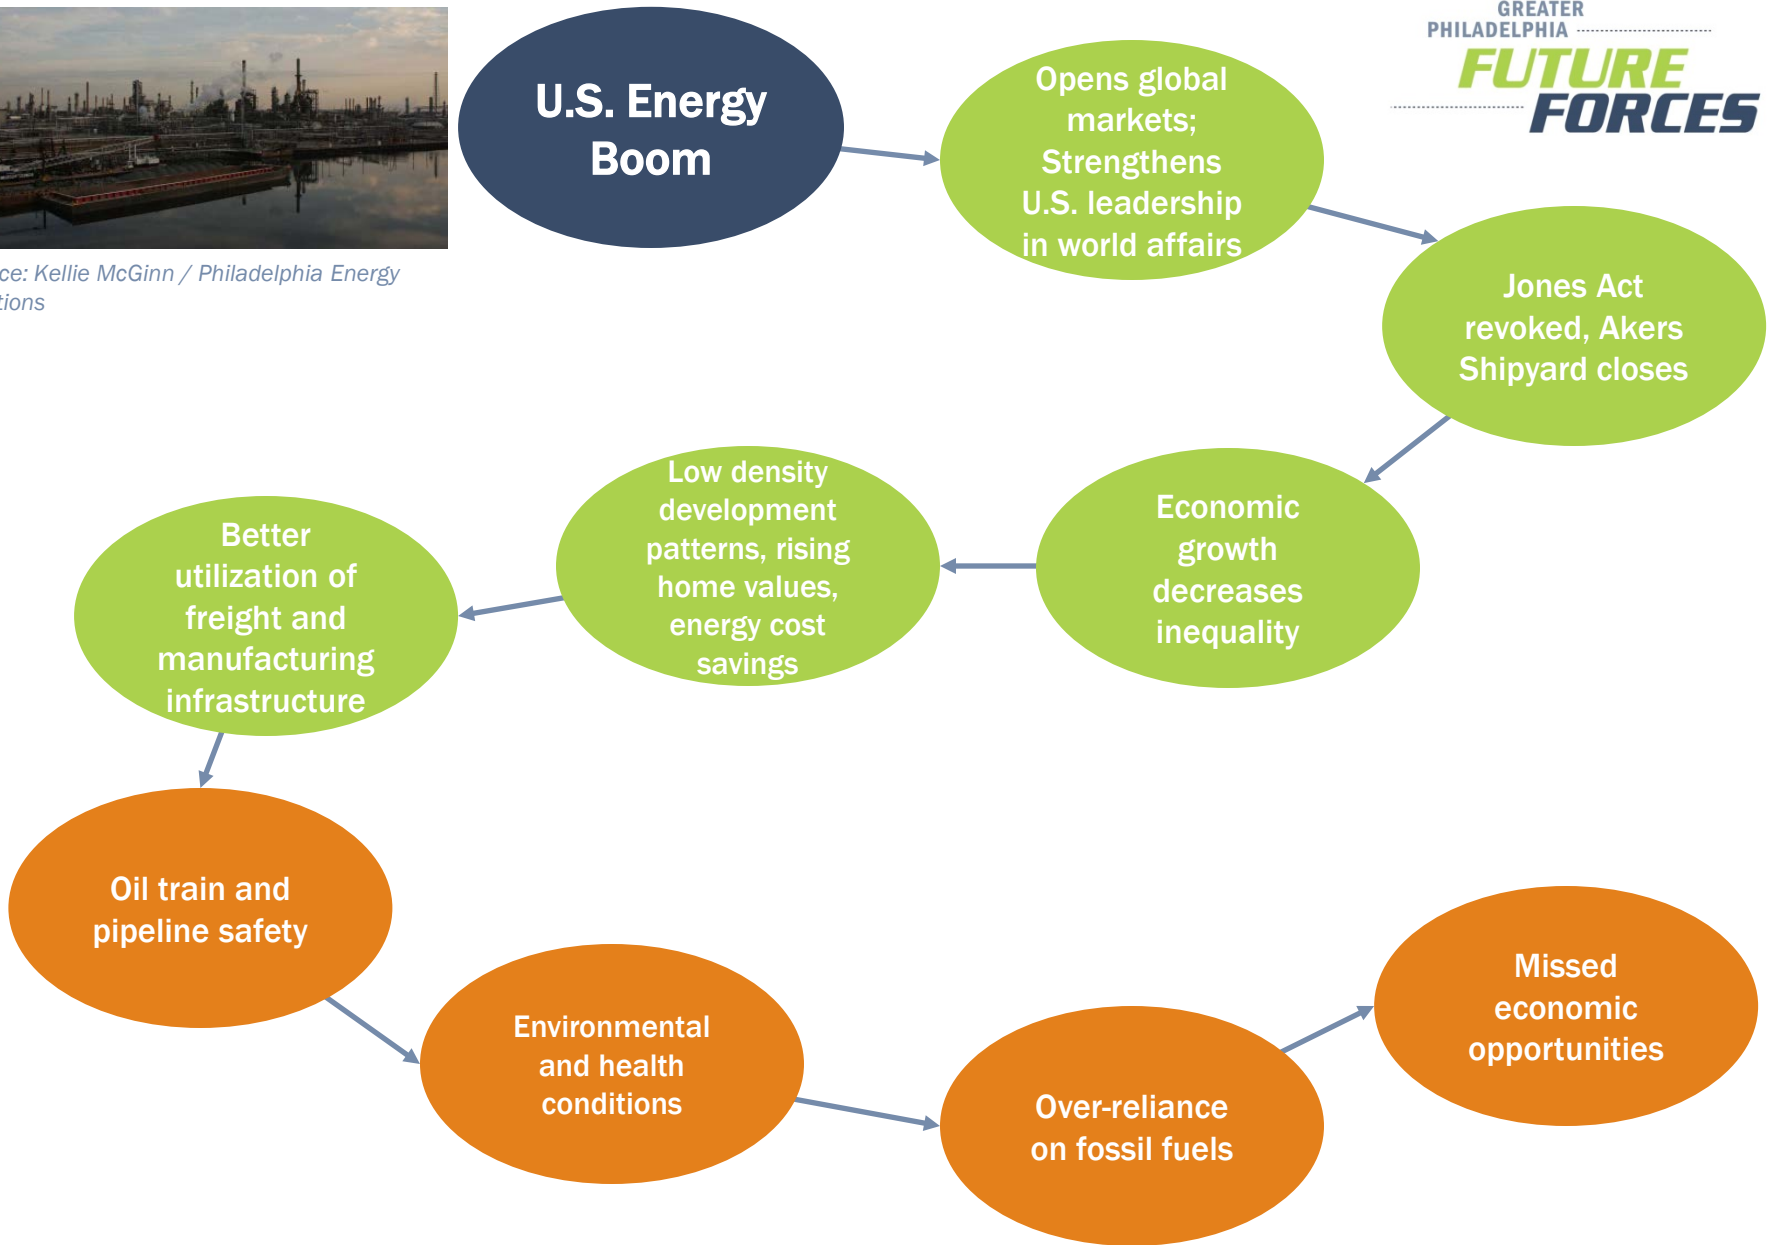 GREATER
PHILADELPHIA
FUTURE
FORCES
U.S. Energy
Boom
Opens global
markets;
Strengthens
U.S. leadership
in world affairs
ce: Kellie McGinn / Philadelphia Energy
tions
Jones Act
revoked, Akers
Shipyard closes
Economic
growth
decreases
inequality
Low density
development
patterns, rising
home values,
energy cost
savings
Better
utilization of
freight and
manufacturing
infrastructure
Oil train and
pipeline safety
Environmental
and health
conditions
Over-reliance
on fossil fuels
Missed
economic
opportunities